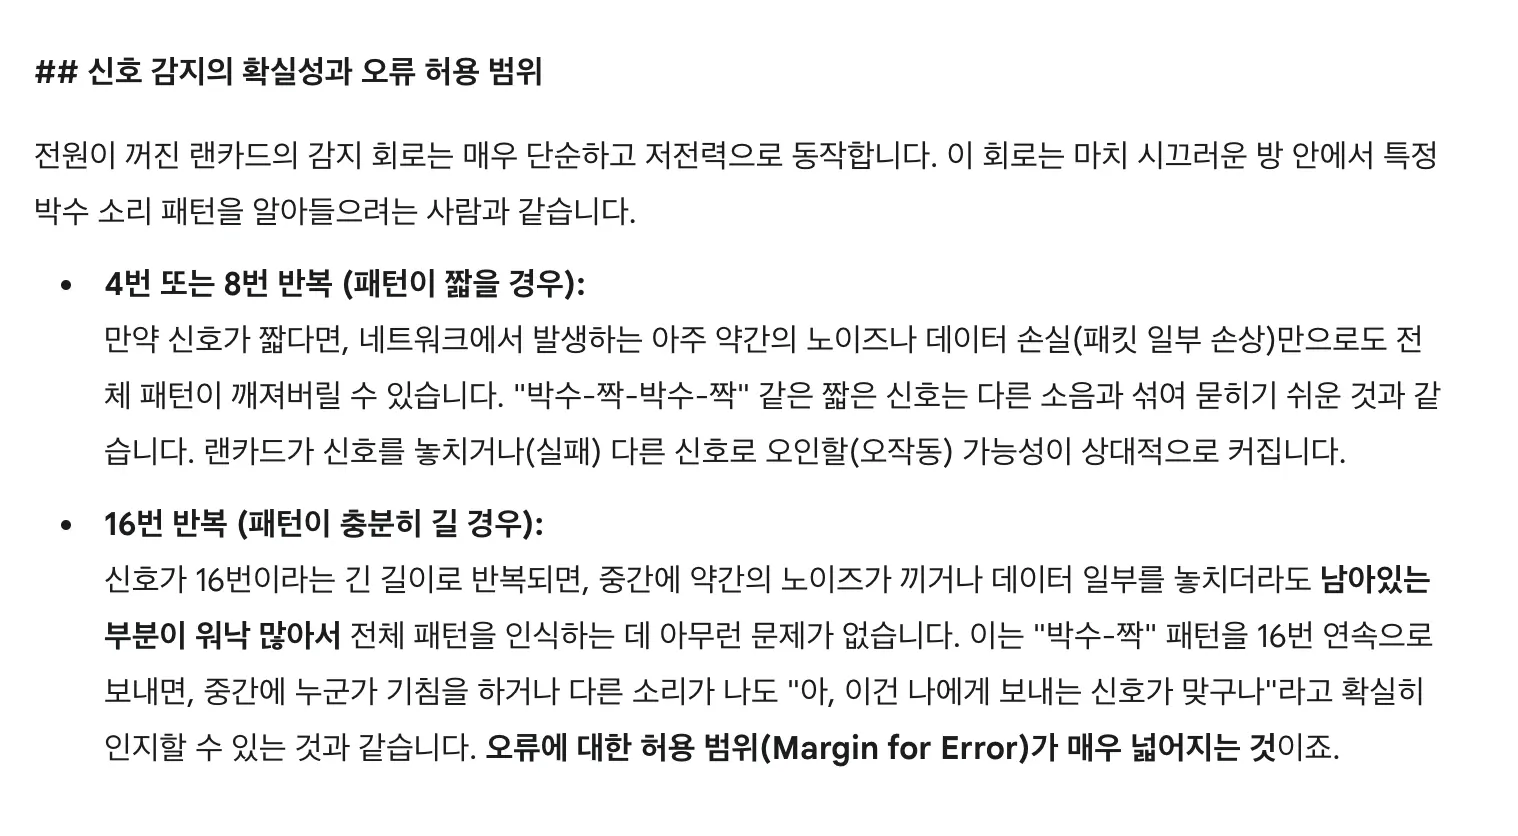 ## 신호 감지의 확실성과 오류 허용 범위
전원이 꺼진 랜카드의 감지 회로는 매우 단순하고 저전력으로 동작합니다. 이 회로는 마치 시끄러운 방 안에서 특정
박수 소리 패턴을 알아들으려는 사람과 같습니다.
• 4번 또는 8번 반복 (패턴이 짧을 경우):
만약 신호가 짧다면, 네트워크에서 발생하는 아주 약간의 노이즈나 데이터 손실(패킷 일부 손상)만으로도 전
체 패턴이 깨져버릴 수 있습니다. "박수-짝-박수-짝" 같은 짧은 신호는 다른 소음과 섞여 묻히기 쉬운 것과 같
습니다. 랜카드가 신호를 놓치거나(실패) 다른 신호로 오인할(오작동) 가능성이 상대적으로 커집니다.
• 16번 반복 (패턴이 충분히 길 경우):
신호가 16번이라는 긴 길이로 반복되면, 중간에 약간의 노이즈가 끼거나 데이터 일부를 놓치더라도 남아있는
부분이 워낙 많아서 전체 패턴을 인식하는 데 아무런 문제가 없습니다. 이는 "박수-짝" 패턴을 16번 연속으로
보내면, 중간에 누군가 기침을 하거나 다른 소리가 나도 "아, 이건 나에게 보내는 신호가 맞구나"라고 확실히
인지할 수 있는 것과 같습니다. 오류에 대한 허용 범위(Margin for Error)가 매우 넓어지는 것이죠.